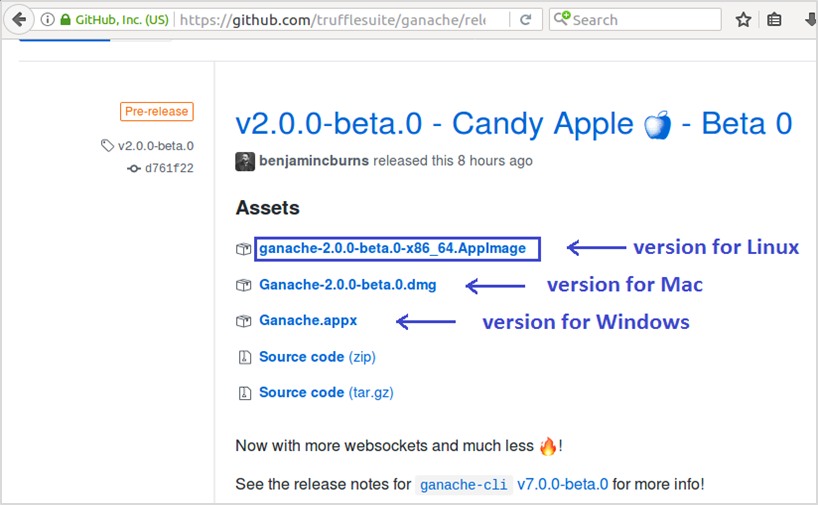 GitHub, Inc. (US) https://github.com/trufflesuite/ganache/rele Search
Pre-release
v2.0.0-beta.0
d761f22
v2.0.0-beta.0 - Candy Apple 🍏 - Beta 0
benjamincburns released this 8 hours ago
Assets
ganache-2.0.0-beta.0-x86_64.AppImage version for Linux
Ganache-2.0.0-beta.0.dmg version for Mac
Ganache.appx version for Windows
Source code (zip)
Source code (tar.gz)
Now with more websockets and much less 🔥!
See the release notes for ganache-cli v7.0.0-beta.0 for more info!